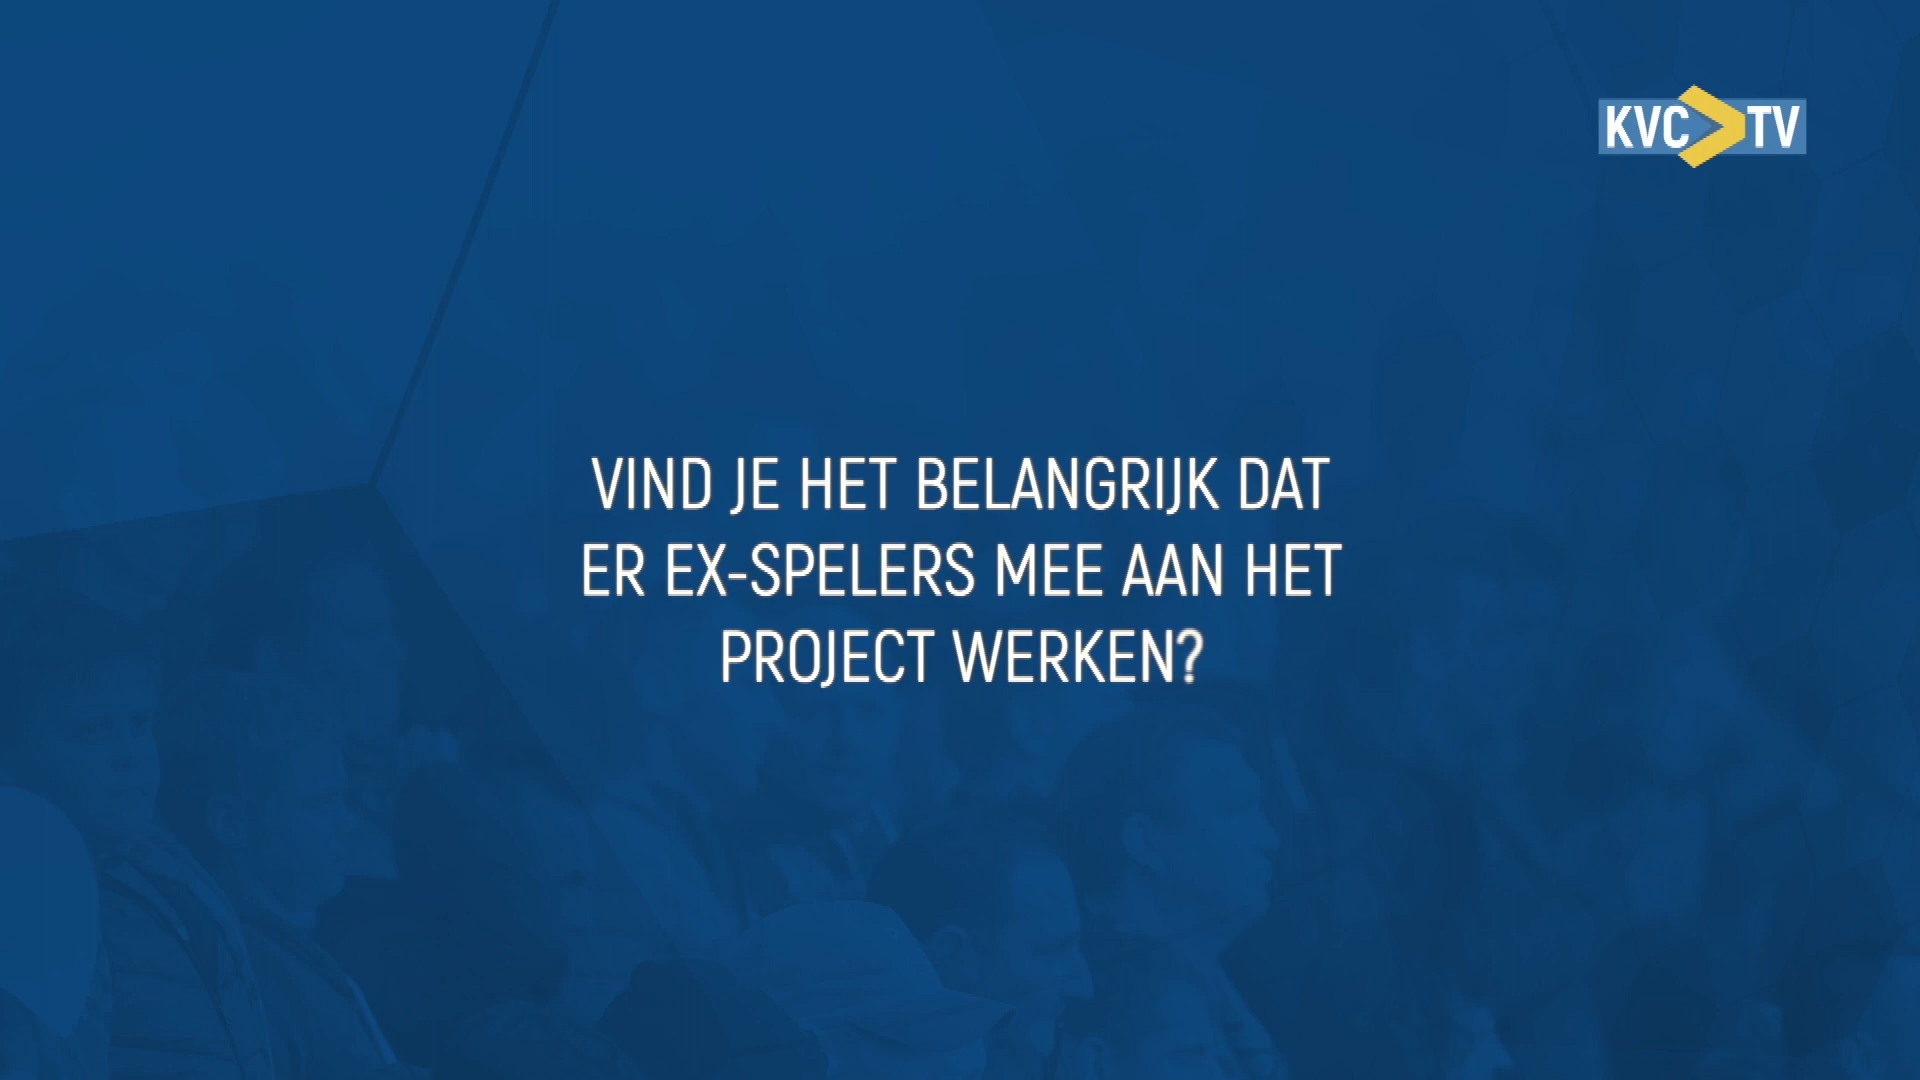 KVC TV
VIND JE HET BELANGRIJK DAT
ER EX-SPELERS MEE AAN HET
PROJECT WERKEN?